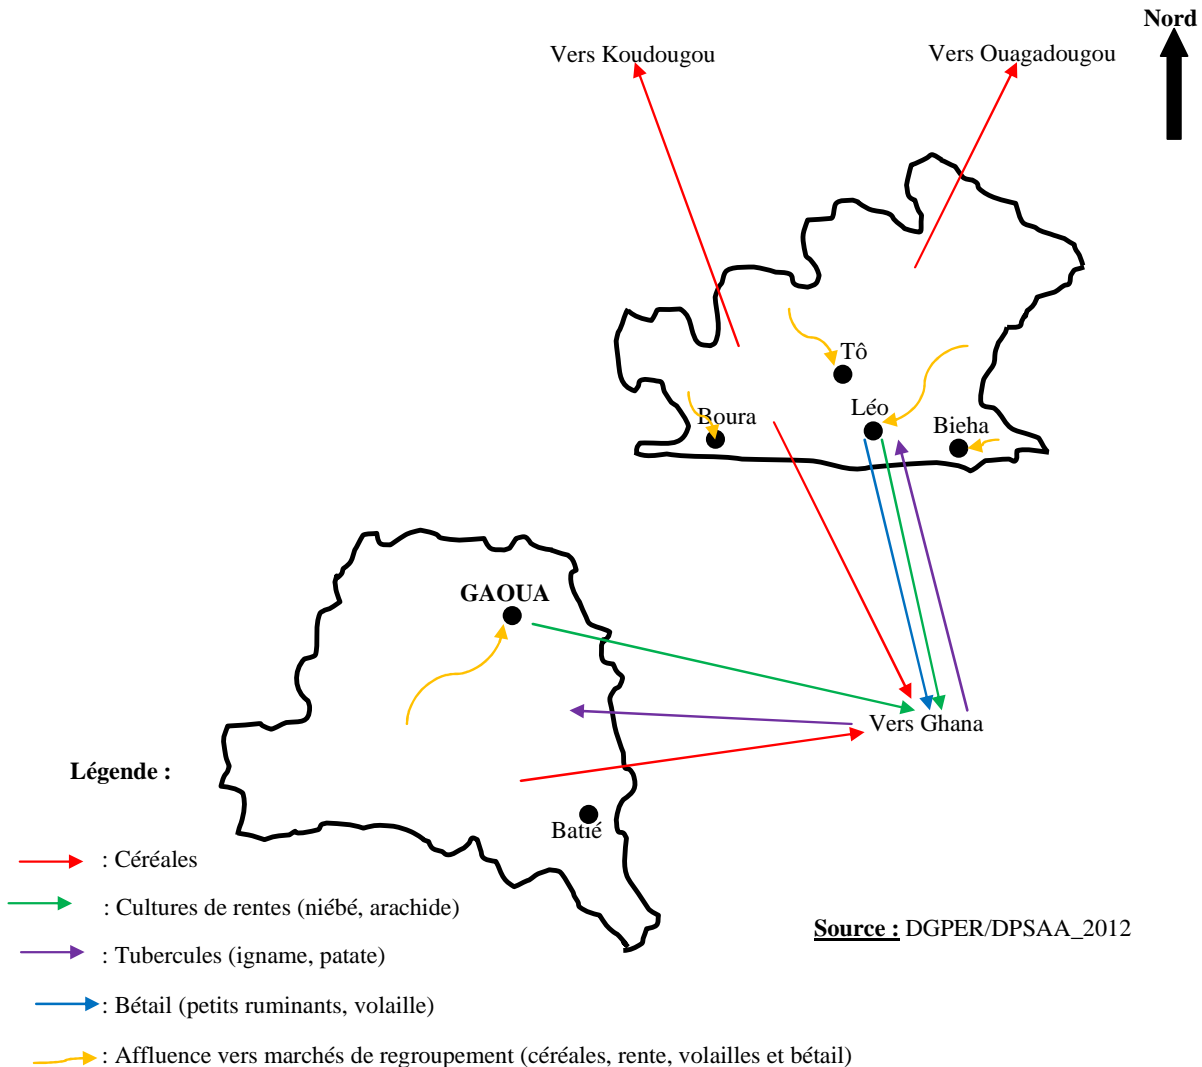 Nord
Vers Koudougou
Vers Ouagadougou
Tô
Léo
Boura
Bieha
GAOUA
Vers Ghana
Légende :
Batié
: Céréales
: Cultures de rentes (niébé, arachide)
Source : DGPER/DPSAA_2012
: Tubercules (igname, patate)
: Bétail (petits ruminants, volaille)
: Affluence vers marchés de regroupement (céréales, rente, volailles et bétail)